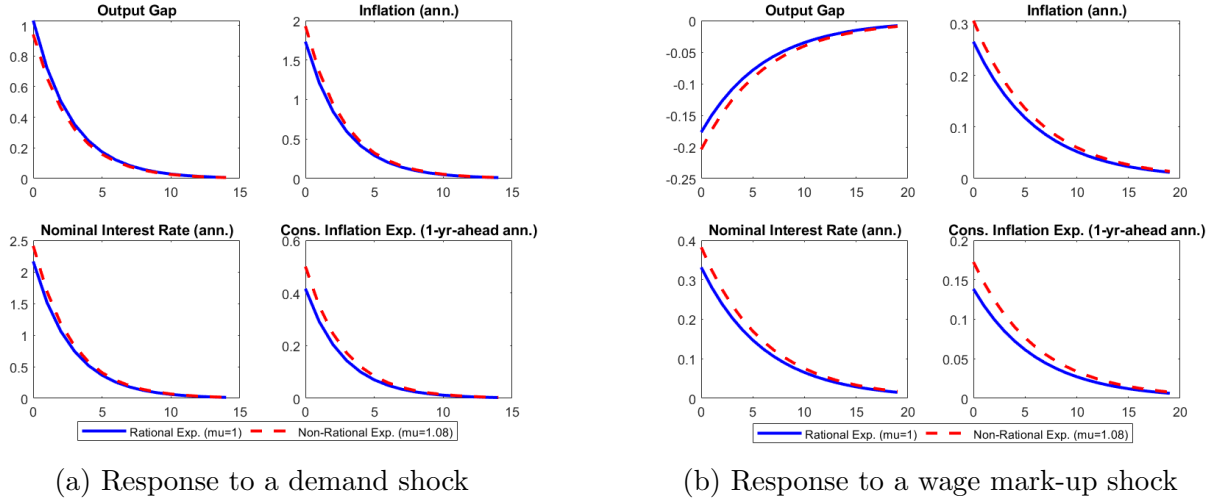 Output Gap
1
0.8
0.6
0.4
0.2
0
0 5 10 15
Inflation (ann.)
2
1.5
1
0.5
0
0 5 10 15
Nominal Interest Rate (ann.)
2.5
2
1.5
1
0.5
0
0 5 10 15
Cons. Inflation Exp. (1-yr-ahead ann.)
0.6
0.4
0.2
0
0 5 10 15
Rational Exp. (mu=1) Non-Rational Exp. (mu=1.08)
(a) Response to a demand shock
Output Gap
0
-0.05
-0.1
-0.15
-0.2
-0.25
0 5 10 15 20
Inflation (ann.)
0.3
0.2
0.1
0
0 5 10 15 20
Nominal Interest Rate (ann.)
0.4
0.3
0.2
0.1
0
0 5 10 15 20
Cons. Inflation Exp. (1-yr-ahead ann.)
0.2
0.15
0.1
0.05
0
0 5 10 15 20
Rational Exp. (mu=1) Non-Rational Exp. (mu=1.08)
(b) Response to a wage mark-up shock